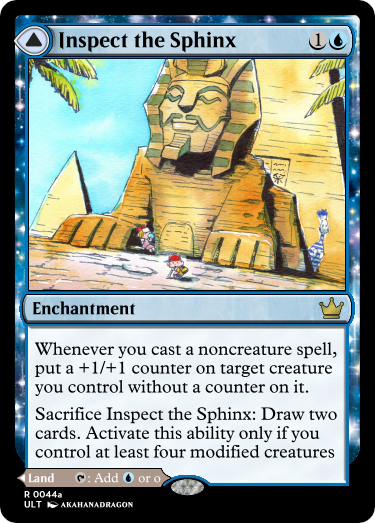 Inspect the Sphinx 1
Enchantment
Whenever you cast a noncreature spell,
put a +1/+1 counter on target creature
you control without a counter on it.
Sacrifice Inspect the Sphinx: Draw two
cards. Activate this ability only if you
control at least four modified creatures
Land : Add or o
R 0044a
ULT AKAHANADRAGON